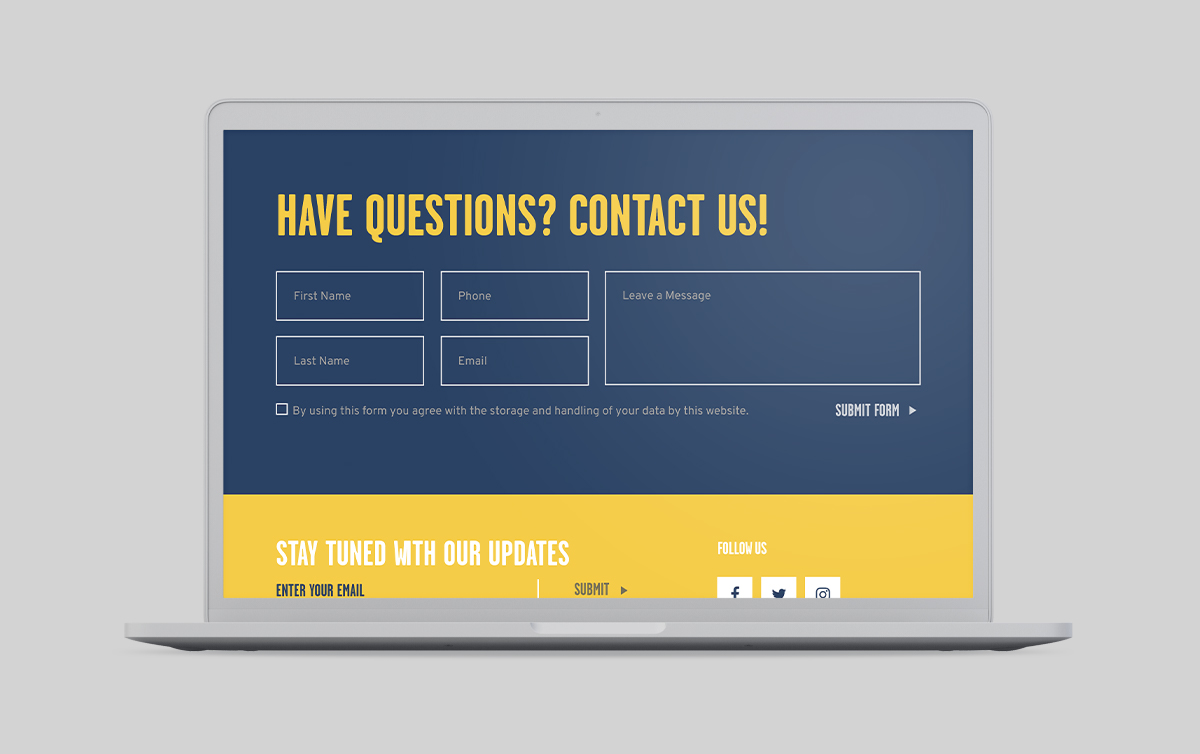 HAVE QUESTIONS? CONTACT US!
First Name
Phone
Leave a Message
Last Name
Email
By using this form you agree with the storage and handling of your data by this website.
SUBMIT FORM
STAY TUNED WITH OUR UPDATES
FOLLOW US
ENTER YOUR EMAIL
SUBMIT